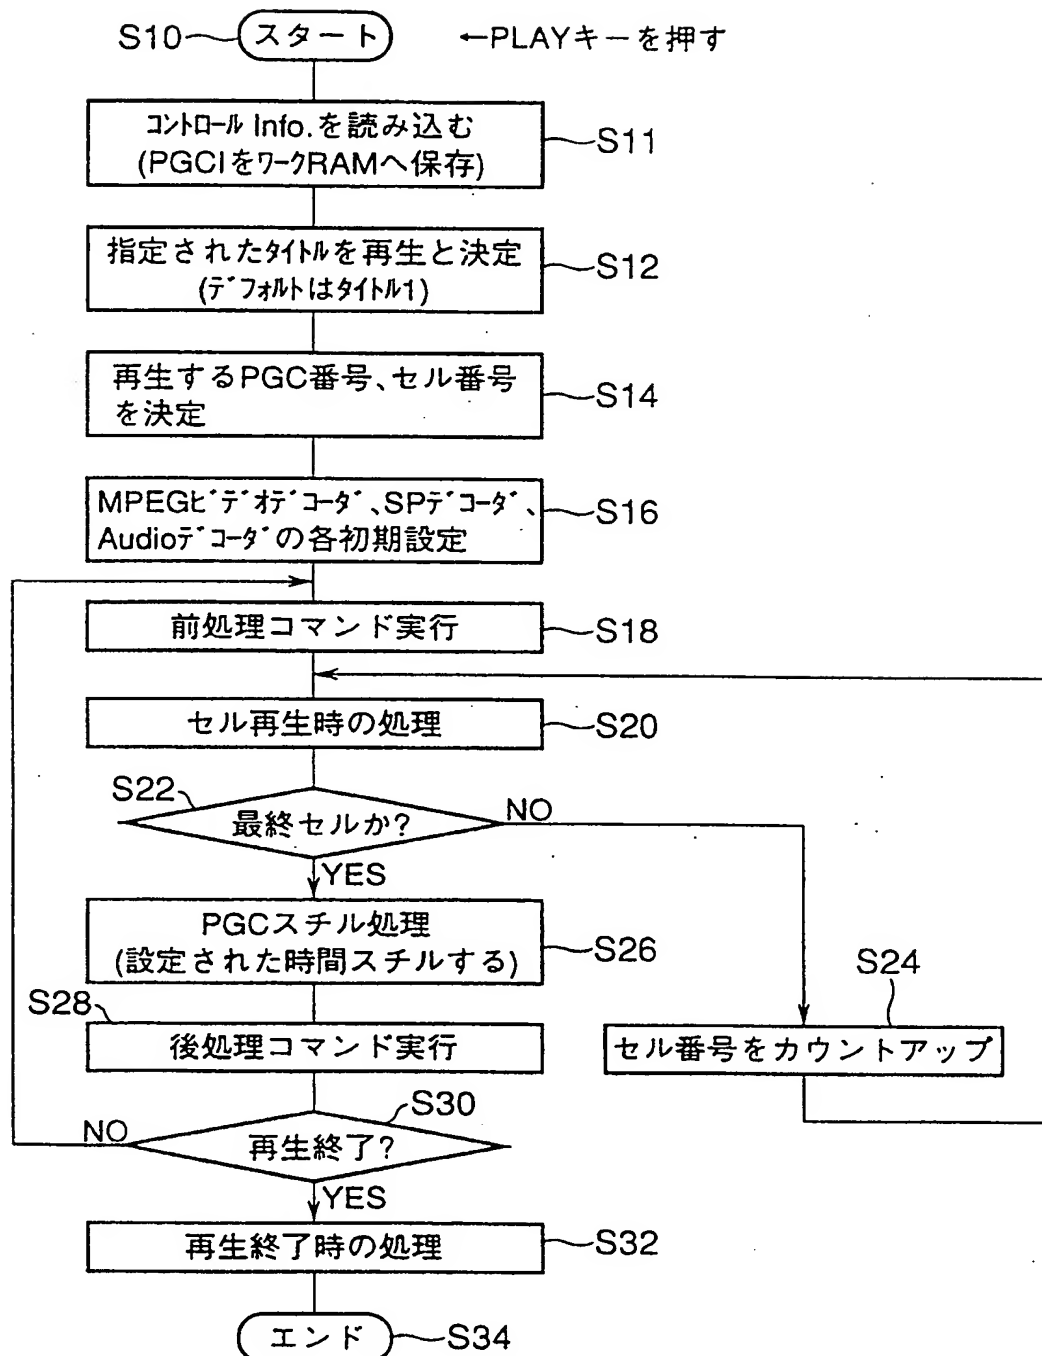 S10 スタート ←PLAYキーを押す
コントロール Info.を読み込む
(PGCIをワークRAMへ保存)
S11
指定されたタイトルを再生と決定
(デフォルトはタイトル1)
S12
再生するPGC番号、セル番号
を決定
S14
MPEGビデオデコーダ、SPデコーダ、
Audioデコーダの各初期設定
S16
前処理コマンド実行
S18
セル再生時の処理
S20
S22
最終セルか?
NO
YES
PGCスチル処理
(設定された時間スチルする)
S26
S24
セル番号をカウントアップ
S28
後処理コマンド実行
S30
再生終了?
NO
YES
再生終了時の処理
S32
エンド
S34